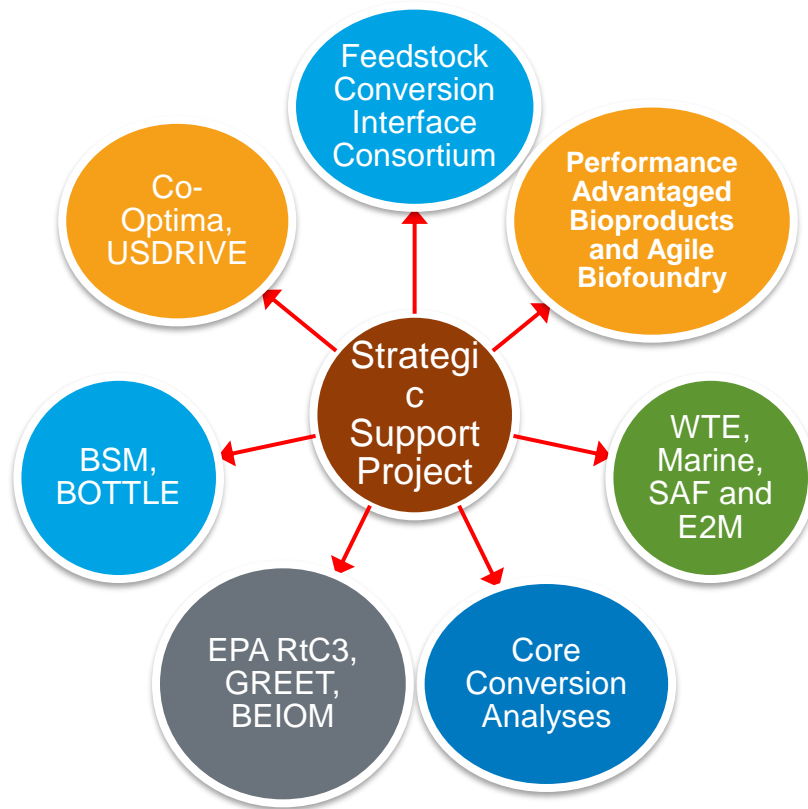 Feedstock
Conversion
Interface
Consortium
Performance
Advantaged
Bioproducts
and Agile
Biofoundry
Co-
Optima,
USDRIVE
Strategi
c
Support
Project
WTE,
Marine,
SAF and
E2M
BSM,
BOTTLE
EPA RtC3,
GREET,
BEIOM
Core
Conversion
Analyses